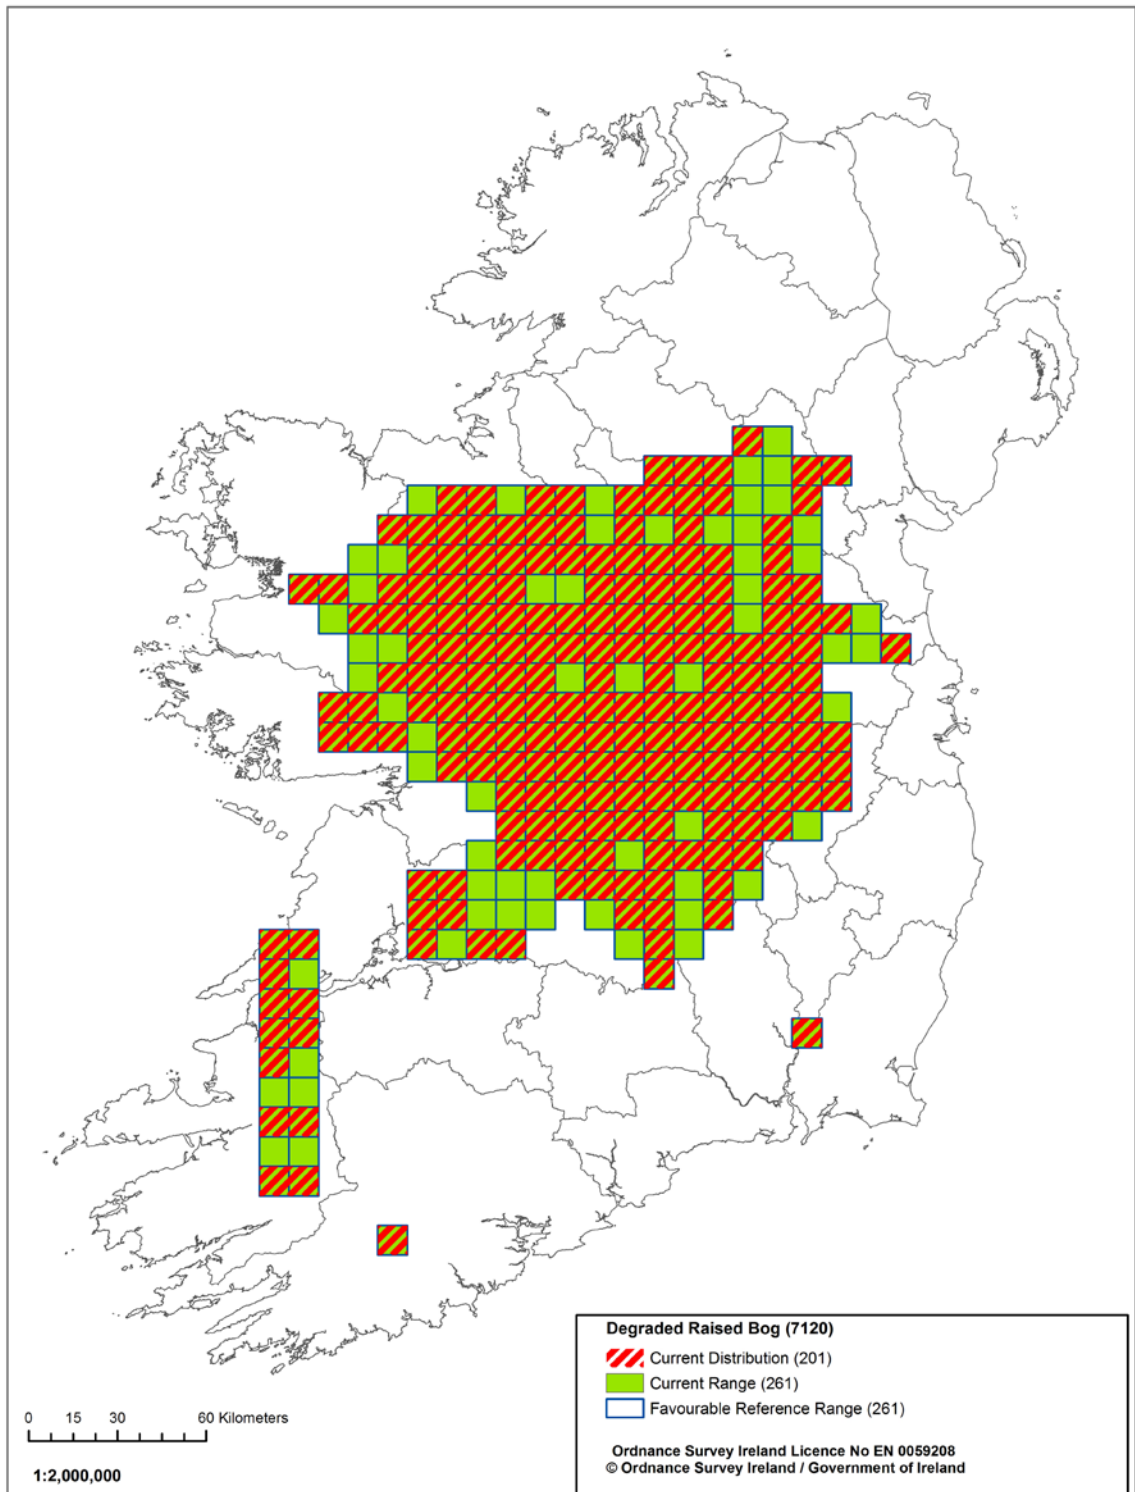 Degraded Raised Bog (7120)
Current Distribution (201)
Current Range (261)
Favourable Reference Range (261)
Ordnance Survey Ireland Licence No EN 0059208
© Ordnance Survey Ireland / Government of Ireland
0 15 30 60 Kilometers
1:2,000,000